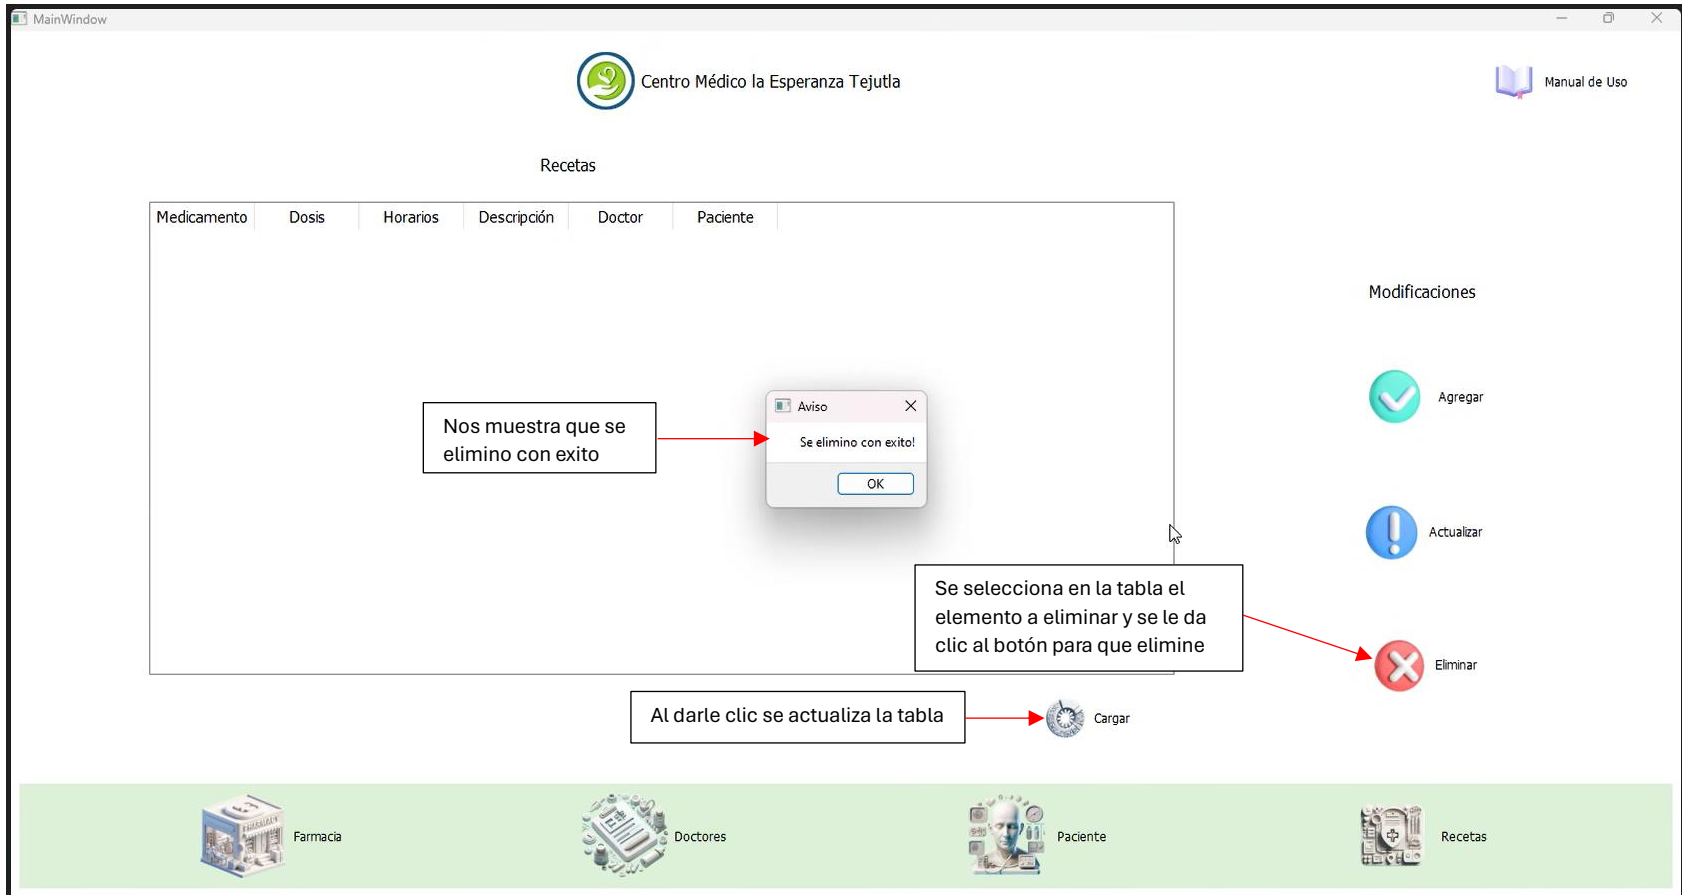 MainWindow
Centro Médico la Esperanza Tejutla
Manual de Uso
Recetas
Medicamento Dosis Horarios Descripción Doctor Paciente
Modificaciones
Agregar
Aviso
Se elimino con exito!
OK
Nos muestra que se
elimino con exito
Actualizar
Se selecciona en la tabla el
elemento a eliminar y se le da
clic al botón para que elimine
Eliminar
Al darle clic se actualiza la tabla
Cargar
PHARMACY
Farmacia
Doctores
Paciente
Recetas